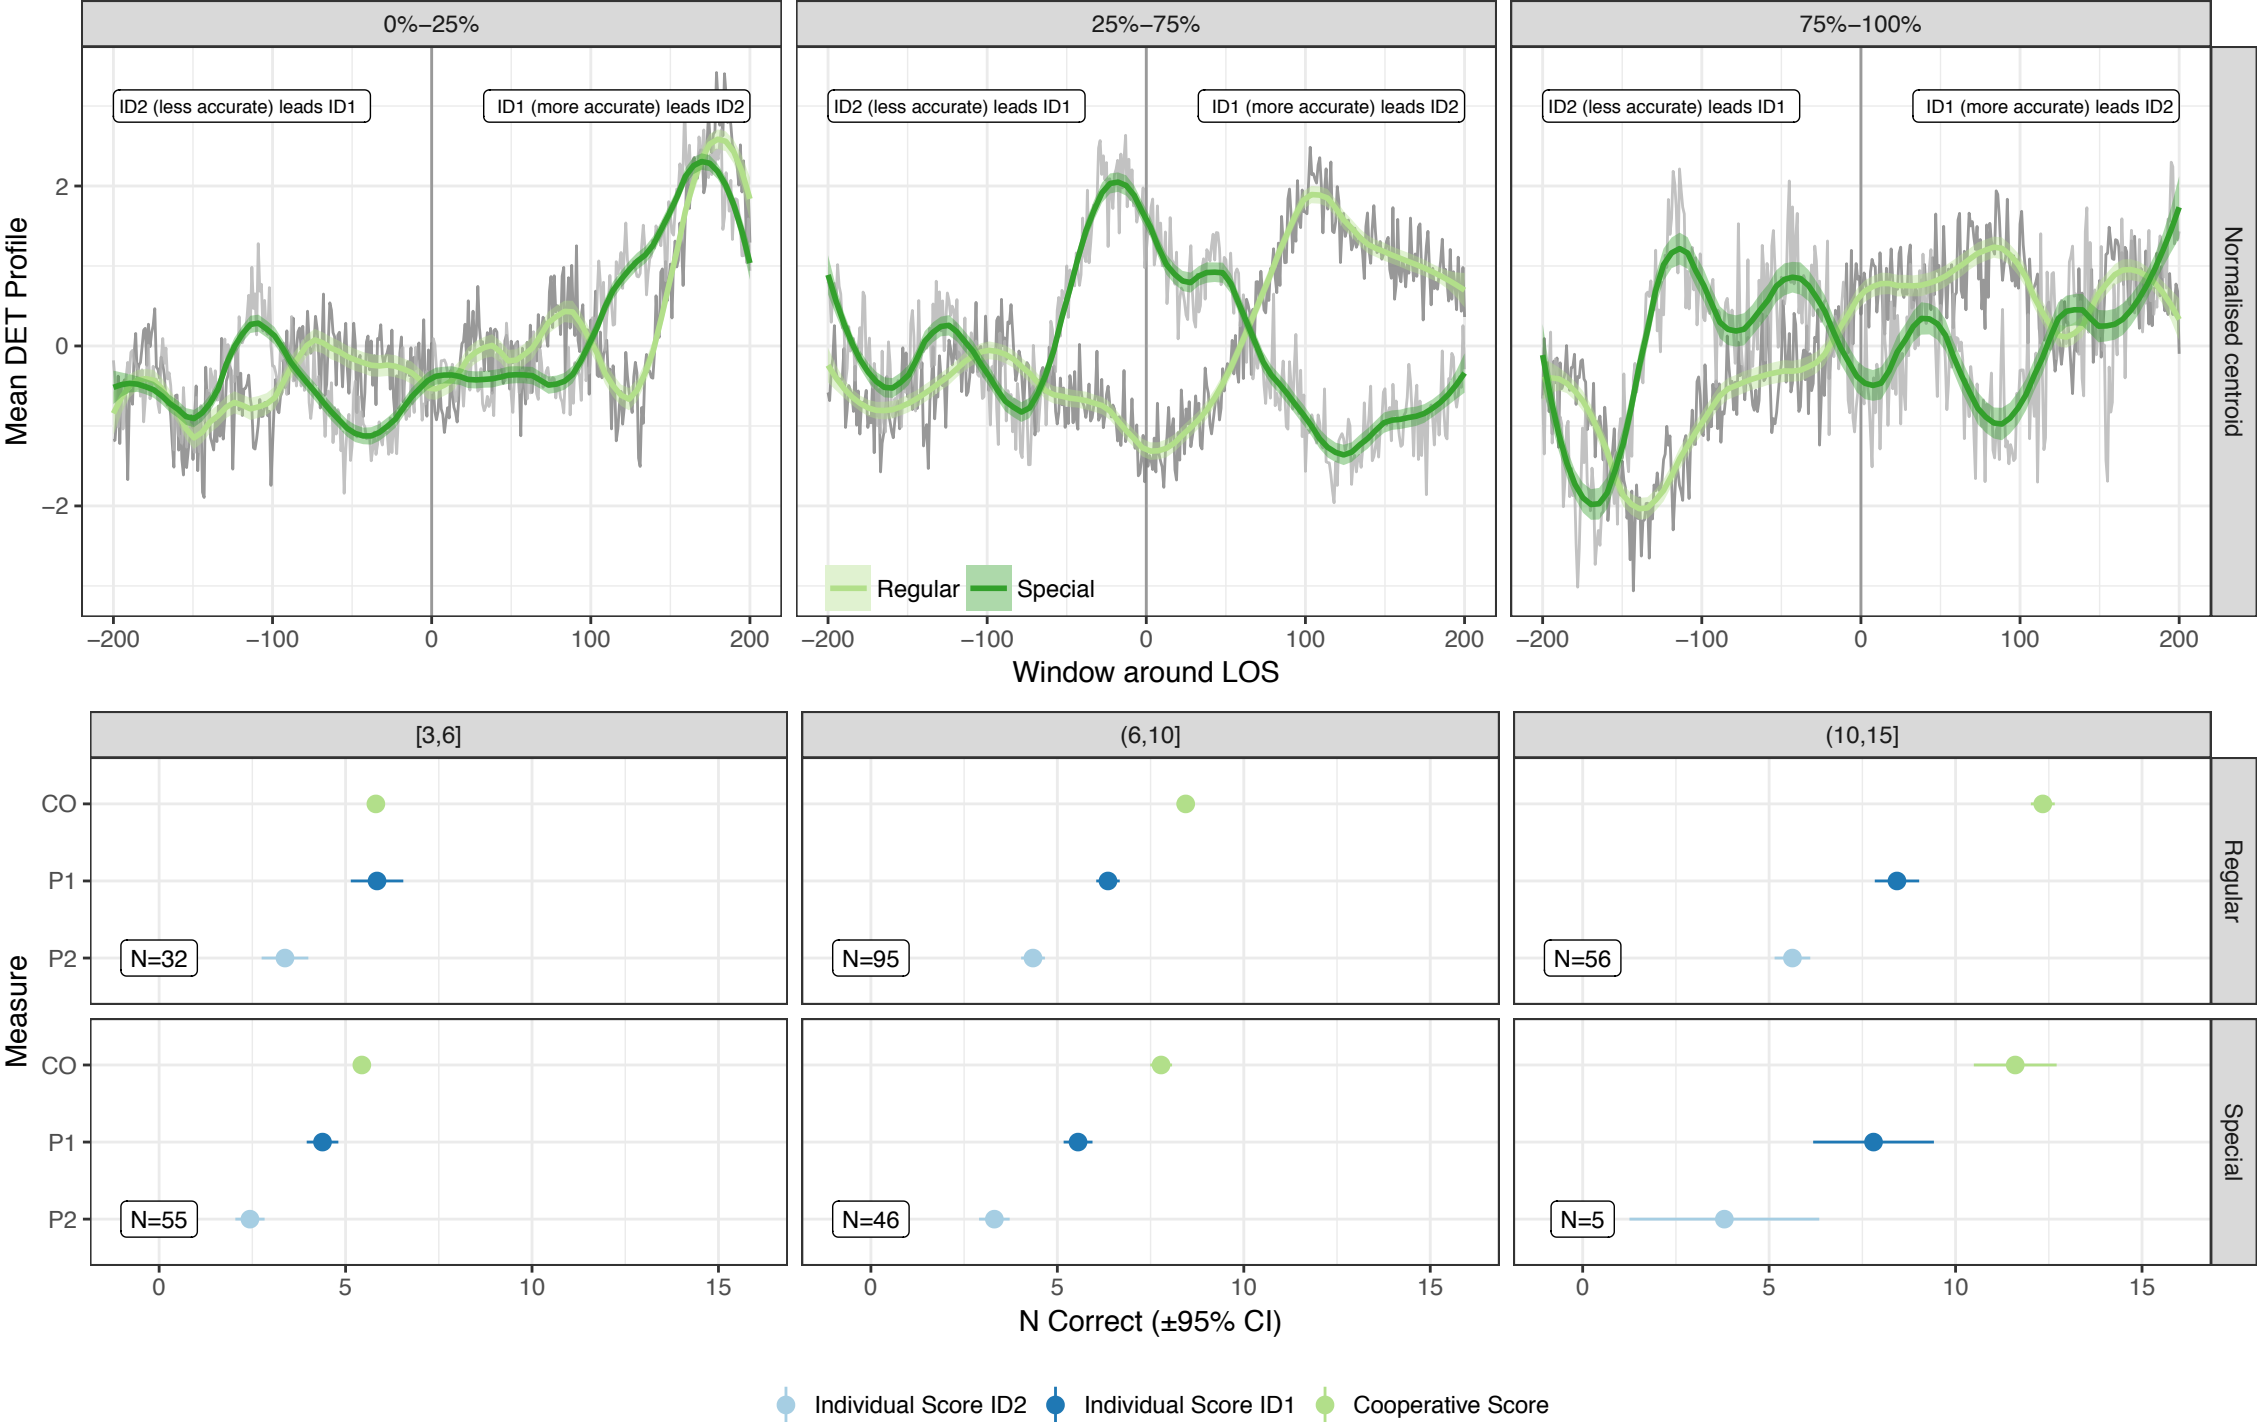 0%−25% 25%−75% 75%−100%
ID2 (less accurate) leads ID1 ID1 (more accurate) leads ID2 ID2 (less accurate) leads ID1 ID1 (more accurate) leads ID2 ID2 (less accurate) leads ID1 ID1 (more accurate) leads ID2
Mean DET Profile
2
0
−2
Normalised centroid
Regular Special
−200 −100 0 100 200 −200 −100 0 100 200 −200 −100 0 100 200
Window around LOS
[3,6] (6,10] (10,15]
Measure
CO
P1
P2 N=32 N=95 N=56
Regular
CO
P1
P2 N=55 N=46 N=5
Special
0 5 10 15 0 5 10 15 0 5 10 15
N Correct (±95% CI)
Individual Score ID2 Individual Score ID1 Cooperative Score